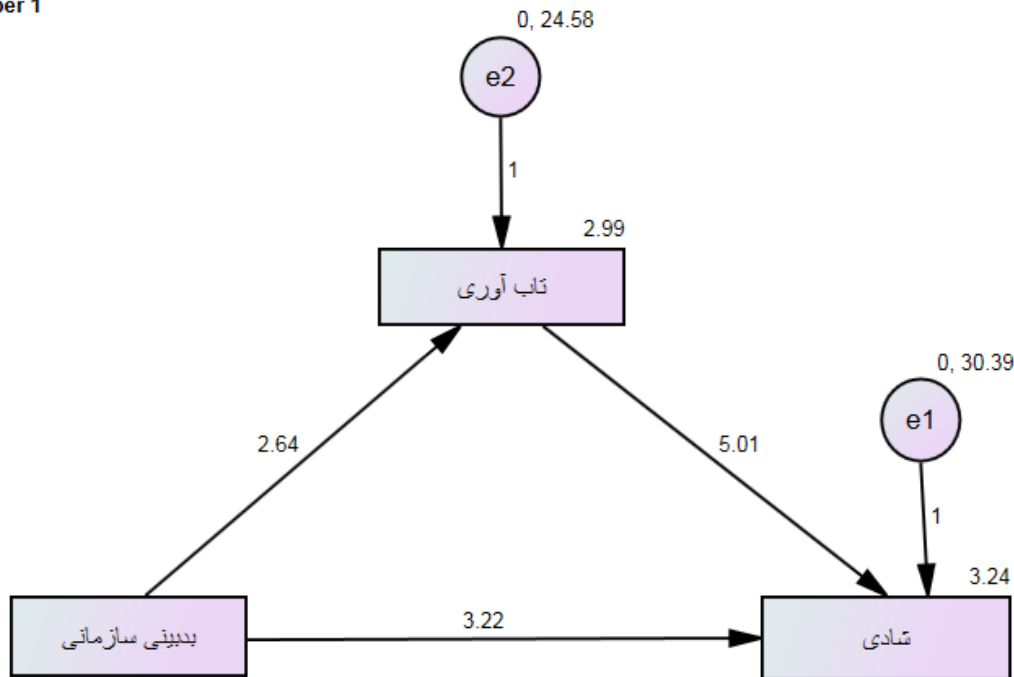 per 1
0, 24.58
e2
1
2.99
تاب آوری
0, 30.39
e1
2.64
5.01
1
3.24
3.22
بدبینی سازمانی
شادی